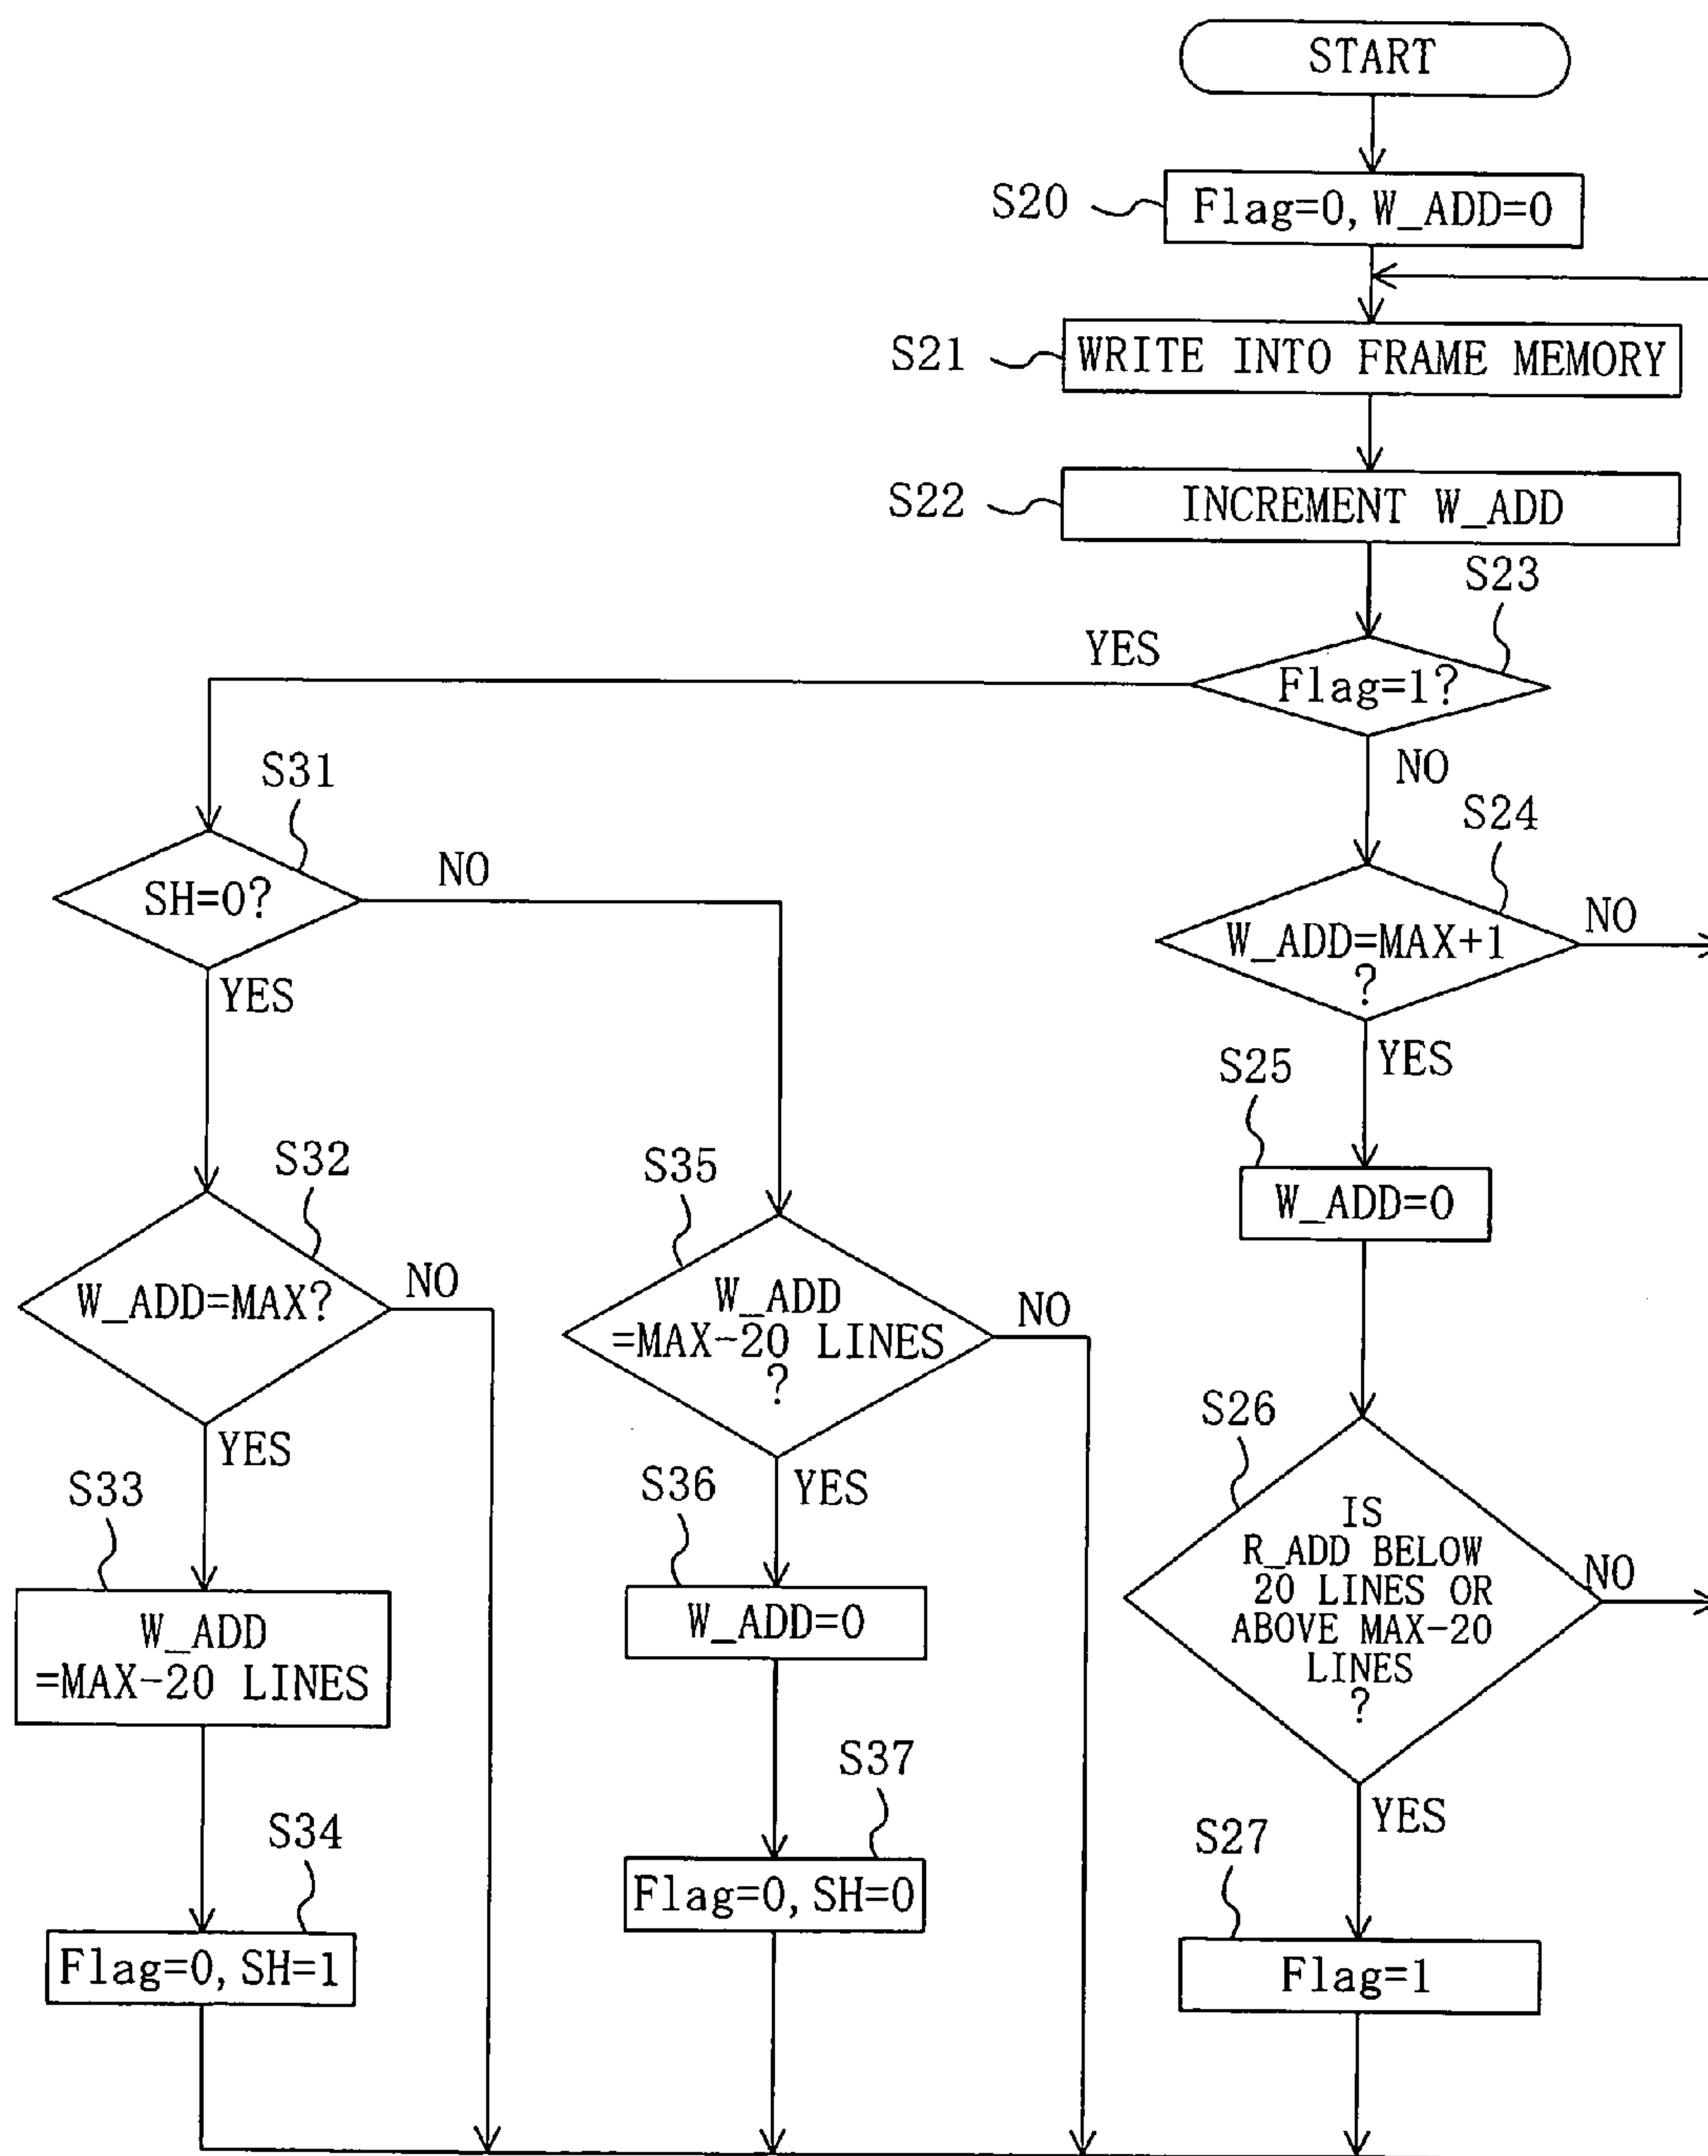 START
S20
Flag=0, W_ADD=0
S21
WRITE INTO FRAME MEMORY
S22
INCREMENT W_ADD
S23
YES
Flag=1?
NO
S31
SH=0?
NO
YES
S24
W_ADD=MAX+1
?
NO
YES
S25
W_ADD=0
S32
W_ADD=MAX?
NO
YES
S35
W_ADD
=MAX-20 LINES
?
NO
YES
S26
IS
R_ADD BELOW
20 LINES OR
ABOVE MAX-20
LINES
?
NO
YES
S33
W_ADD
=MAX-20 LINES
S36
W_ADD=0
S34
Flag=0, SH=1
S37
Flag=0, SH=0
S27
Flag=1